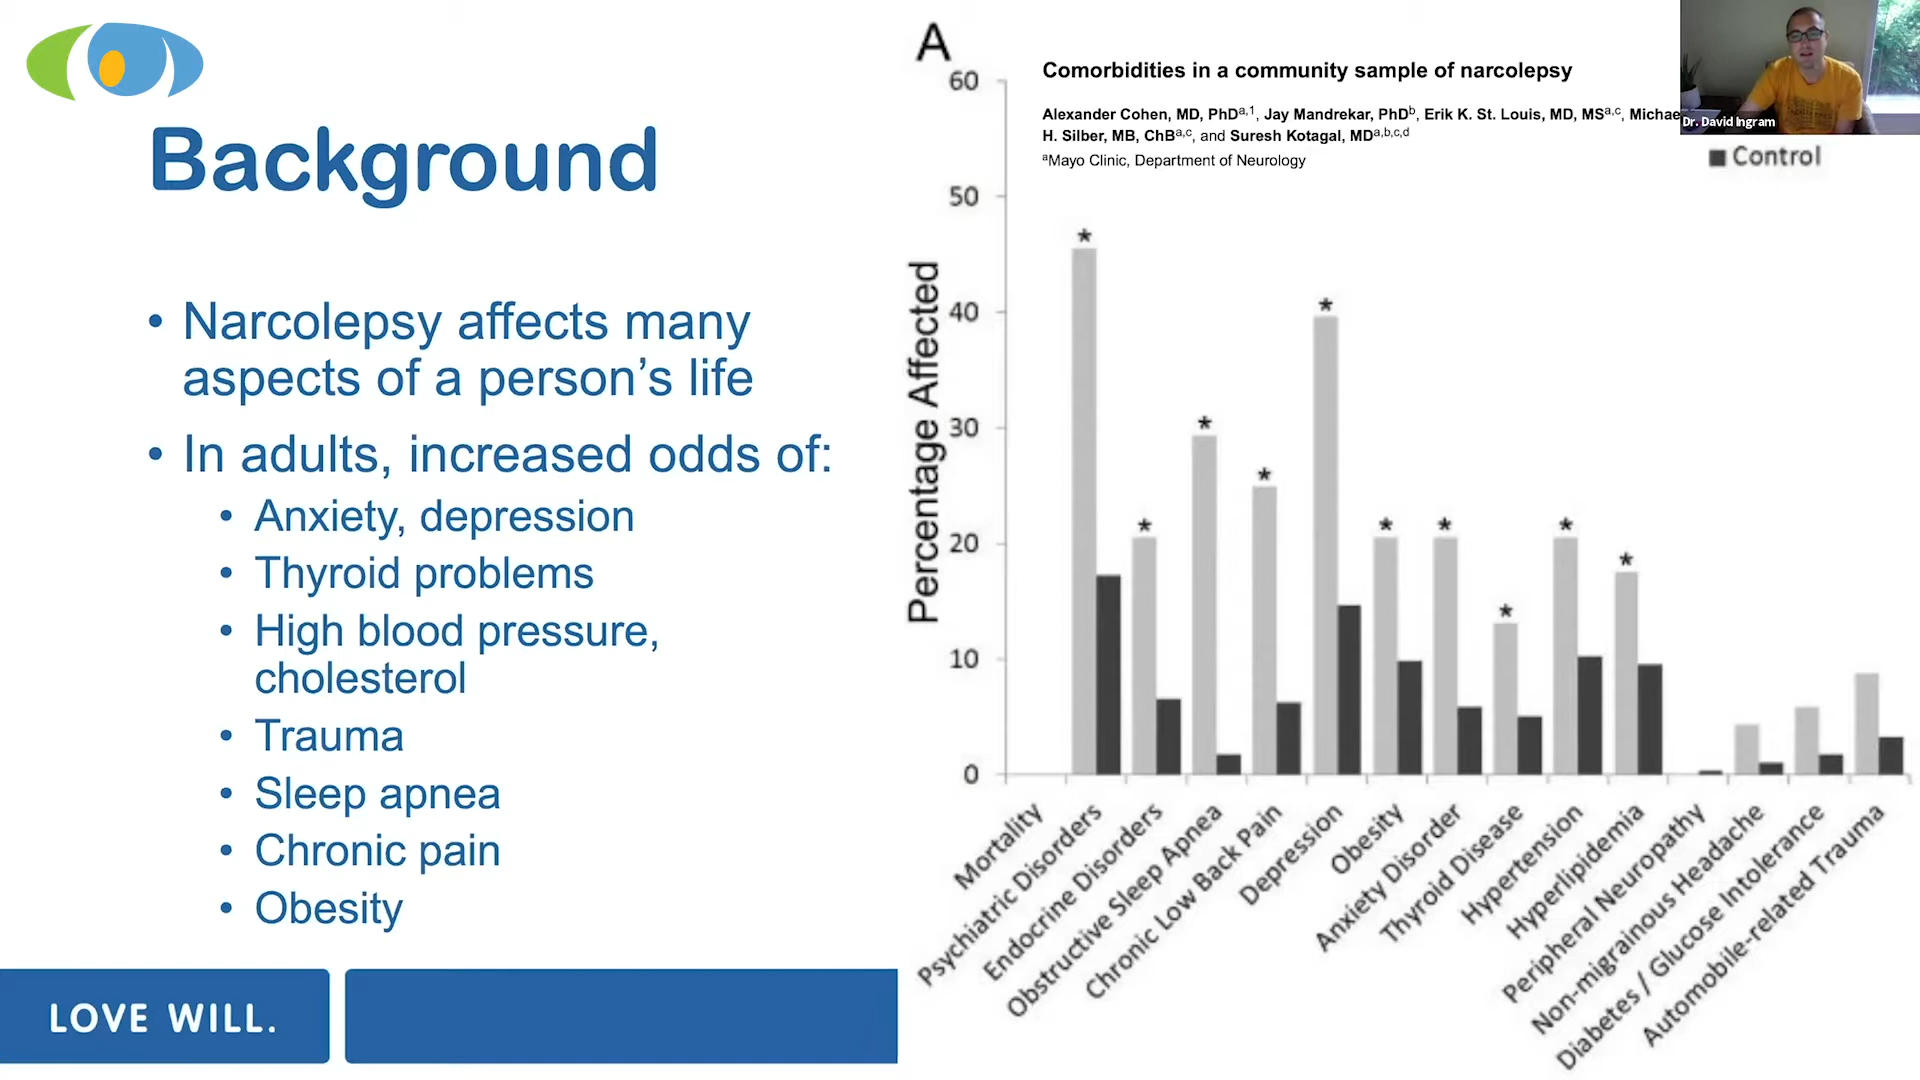 Background
• Narcolepsy affects many
aspects of a person’s life
• In adults, increased odds of:
• Anxiety, depression
• Thyroid problems
• High blood pressure,
cholesterol
• Trauma
• Sleep apnea
• Chronic pain
• Obesity
LOVE WILL.
A
Comorbidities in a community sample of narcolepsy
Alexander Cohen, MD, PhDa,1, Jay Mandrekar, PhDb, Erik K. St. Louis, MD, MSa,c, Michae
H. Silber, MB, ChBa,c, and Suresh Kotagal, MDa,b,c,d
aMayo Clinic, Department of Neurology
Dr. David Ingram
Control
Percentage Affected
60
50
40
30
20
10
0
*
*
*
*
*
*
*
*
*
*
Mortality
Psychiatric Disorders
Endocrine Disorders
Obstructive Sleep Apnea
Chronic Low Back Pain
Depression
Obesity
Anxiety Disorder
Thyroid Disease
Hypertension
Hyperlipidemia
Peripheral Neuropathy
Non-migrainous Headache
Diabetes / Glucose Intolerance
Automobile-related Trauma